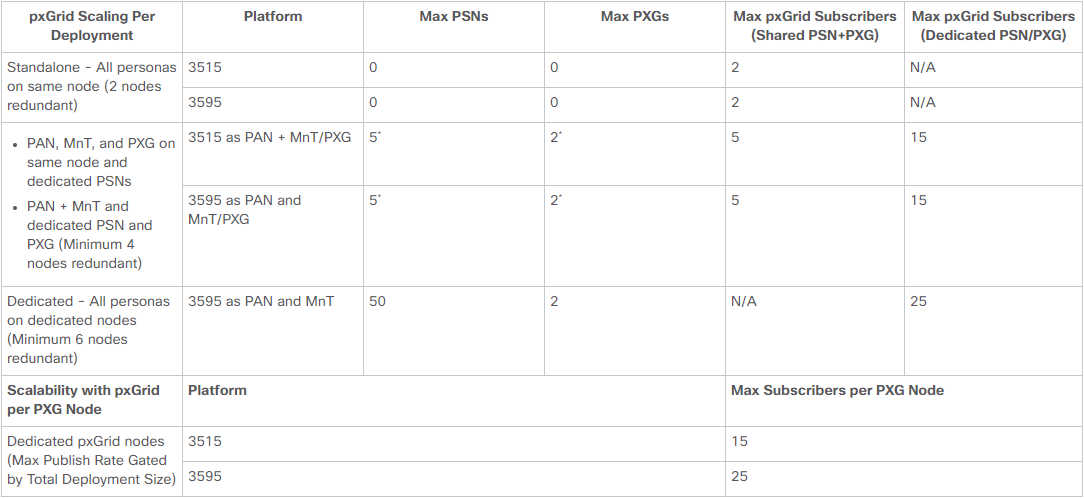 pxGrid Scaling Per Deployment
Platform
Max PSNs
Max PXGs
Max pxGrid Subscribers (Shared PSN+PXG)
Max pxGrid Subscribers (Dedicated PSN/PXG)
Standalone - All personas on same node (2 nodes redundant)
3515
0
0
2
N/A
3595
0
0
2
N/A
• PAN, MnT, and PXG on same node and dedicated PSNs
• PAN + MnT and dedicated PSN and PXG (Minimum 4 nodes redundant)
3515 as PAN + MnT/PXG
5*
2*
5
15
3595 as PAN and MnT/PXG
5*
2*
5
15
Dedicated - All personas on dedicated nodes (Minimum 6 nodes redundant)
3595 as PAN and MnT
50
2
N/A
25
Scalability with pxGrid per PXG Node
Platform
Max Subscribers per PXG Node
Dedicated pxGrid nodes (Max Publish Rate Gated by Total Deployment Size)
3515
15
3595
25